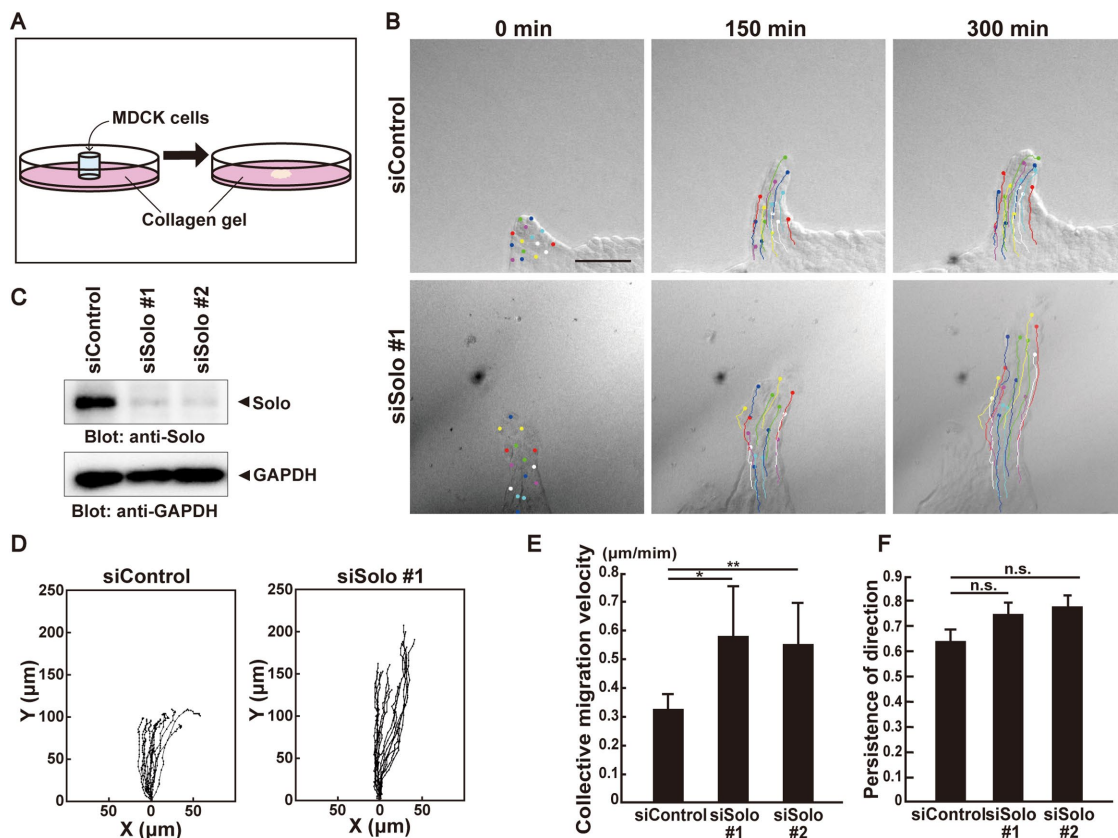 A
MDCK cells
Collagen gel
B
0 min
150 min
300 min
siControl
siSolo #1
C
siControl
siSolo #1
siSolo #2
Solo
Blot: anti-Solo
GAPDH
Blot: anti-GAPDH
D
siControl
siSolo #1
Y (µm)
250
200
150
100
50
0
50
0
50
X (µm)
Y (µm)
250
200
150
100
50
0
50
0
50
X (µm)
E
(µm/mim)
Collective migration velocity
0.8
0.7
0.6
0.5
0.4
0.3
0.2
0.1
0
*
**
siControl
siSolo
#1
siSolo
#2
F
Persistence of direction
0.9
0.8
0.7
0.6
0.5
0.4
0.3
0.2
0.1
0
n.s.
n.s.
siControl
siSolo
#1
siSolo
#2